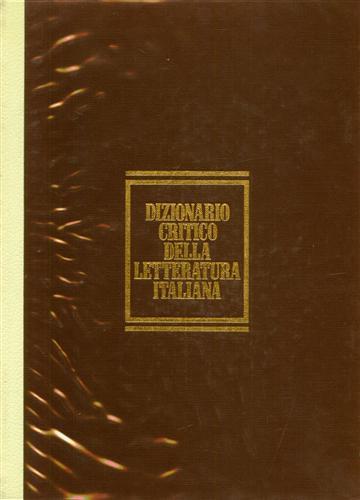 DIZIONARIO
CRITICO
DELLA
LETTERATURA
ITALIANA